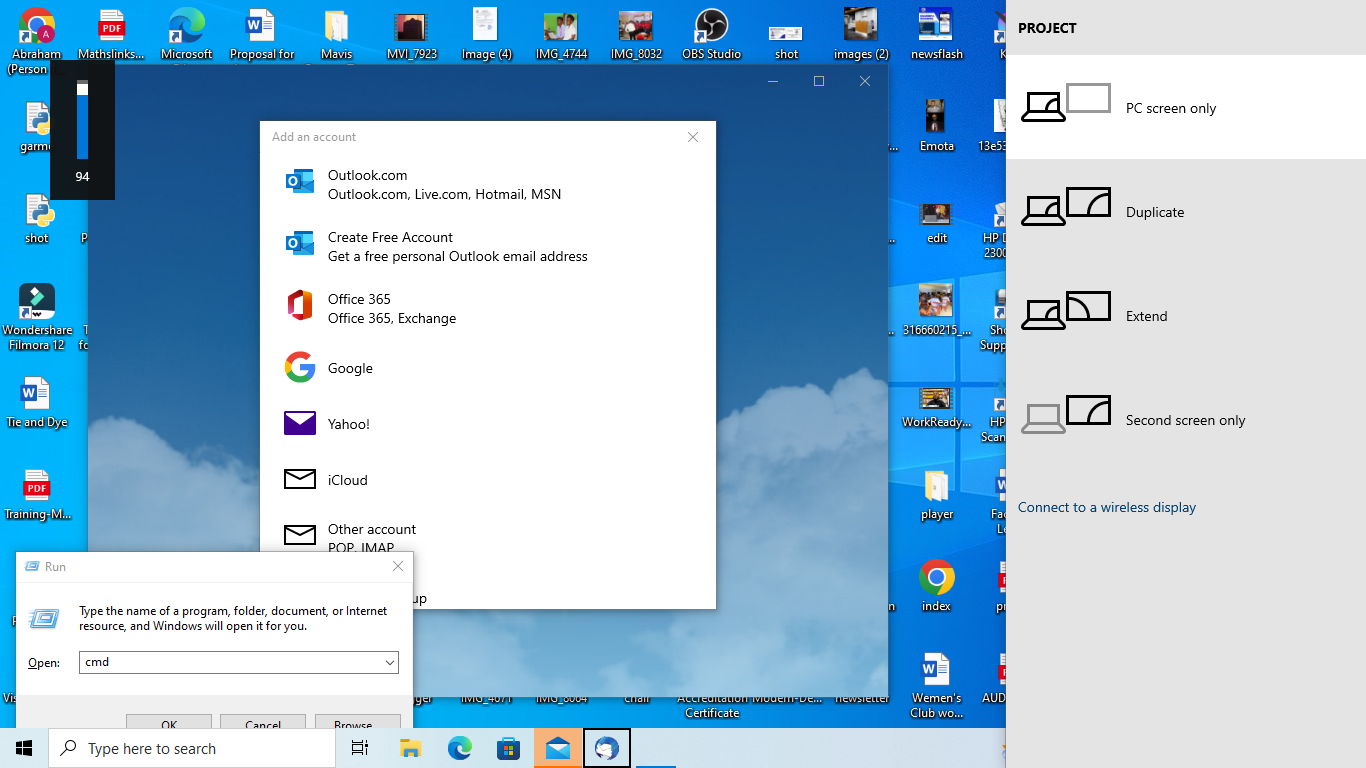 Abraham
(Person
Mathslinks...
Microsoft
Proposal for
Mavis
MVI_7923
Image (4)
IMG_4744
IMG_8032
OBS Studio
shot
images (2)
newsflash
94
garm
shot
Wondershare
Filmora 12
Tie and Dye
Training-M...
Add an account
Outlook.com
Outlook.com, Live.com, Hotmail, MSN
Create Free Account
Get a free personal Outlook email address
Office 365
Office 365, Exchange
Google
Yahoo!
iCloud
Other account
POP, IMAP
up
Run
Type the name of a program, folder, document, or Internet
resource, and Windows will open it for you.
Open:
cmd
OK
Cancel
Browse...
IMG_4671
IMG_8064
chair
Accreditation
Certificate
Modem-De...
newsletter
Emota
13e53
edit
HP D
2300
316660215_...
Sho
Supp
WorkReady...
HP
Scan
player
Fac
Le
index
pr
Wemen's
Club wo...
AUD
PROJECT
PC screen only
Duplicate
Extend
Second screen only
Connect to a wireless display
Type here to search